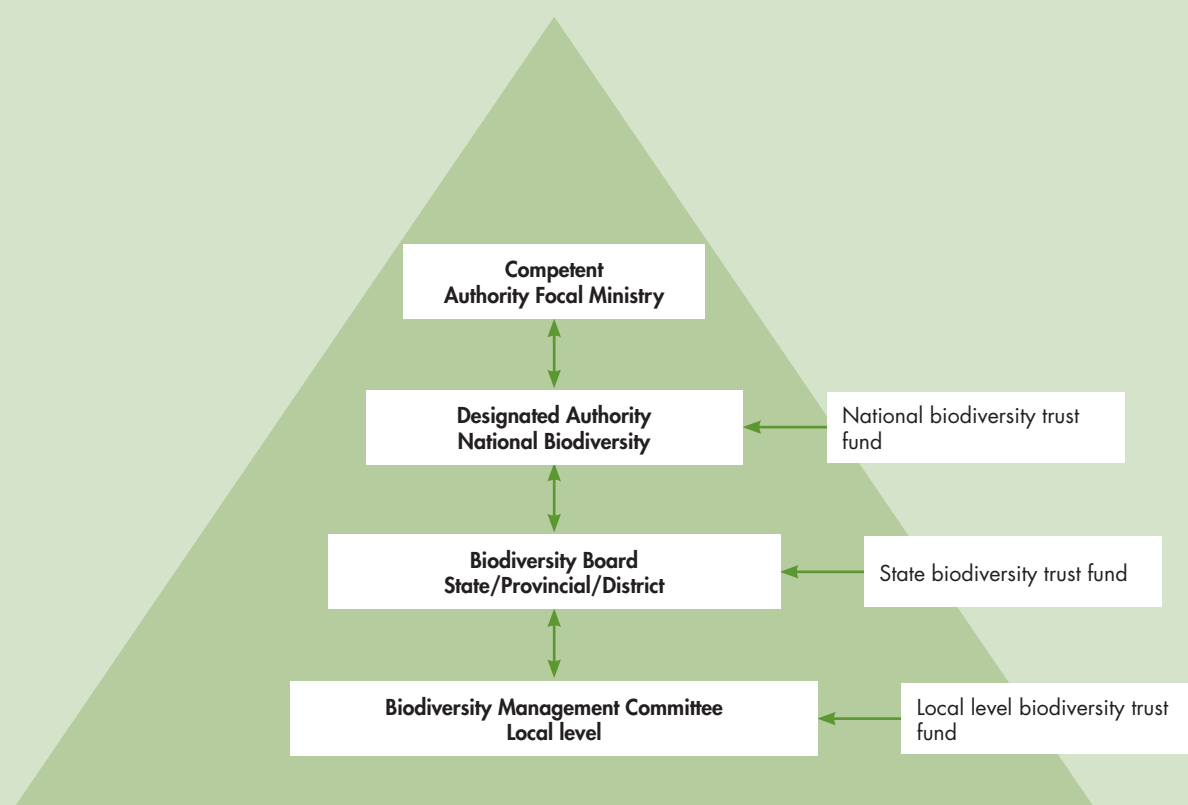 Competent
Authority Focal Ministry
Designated Authority
National Biodiversity
National biodiversity trust
fund
Biodiversity Board
State/Provincial/District
State biodiversity trust fund
Biodiversity Management Committee
Local level
Local level biodiversity trust
fund